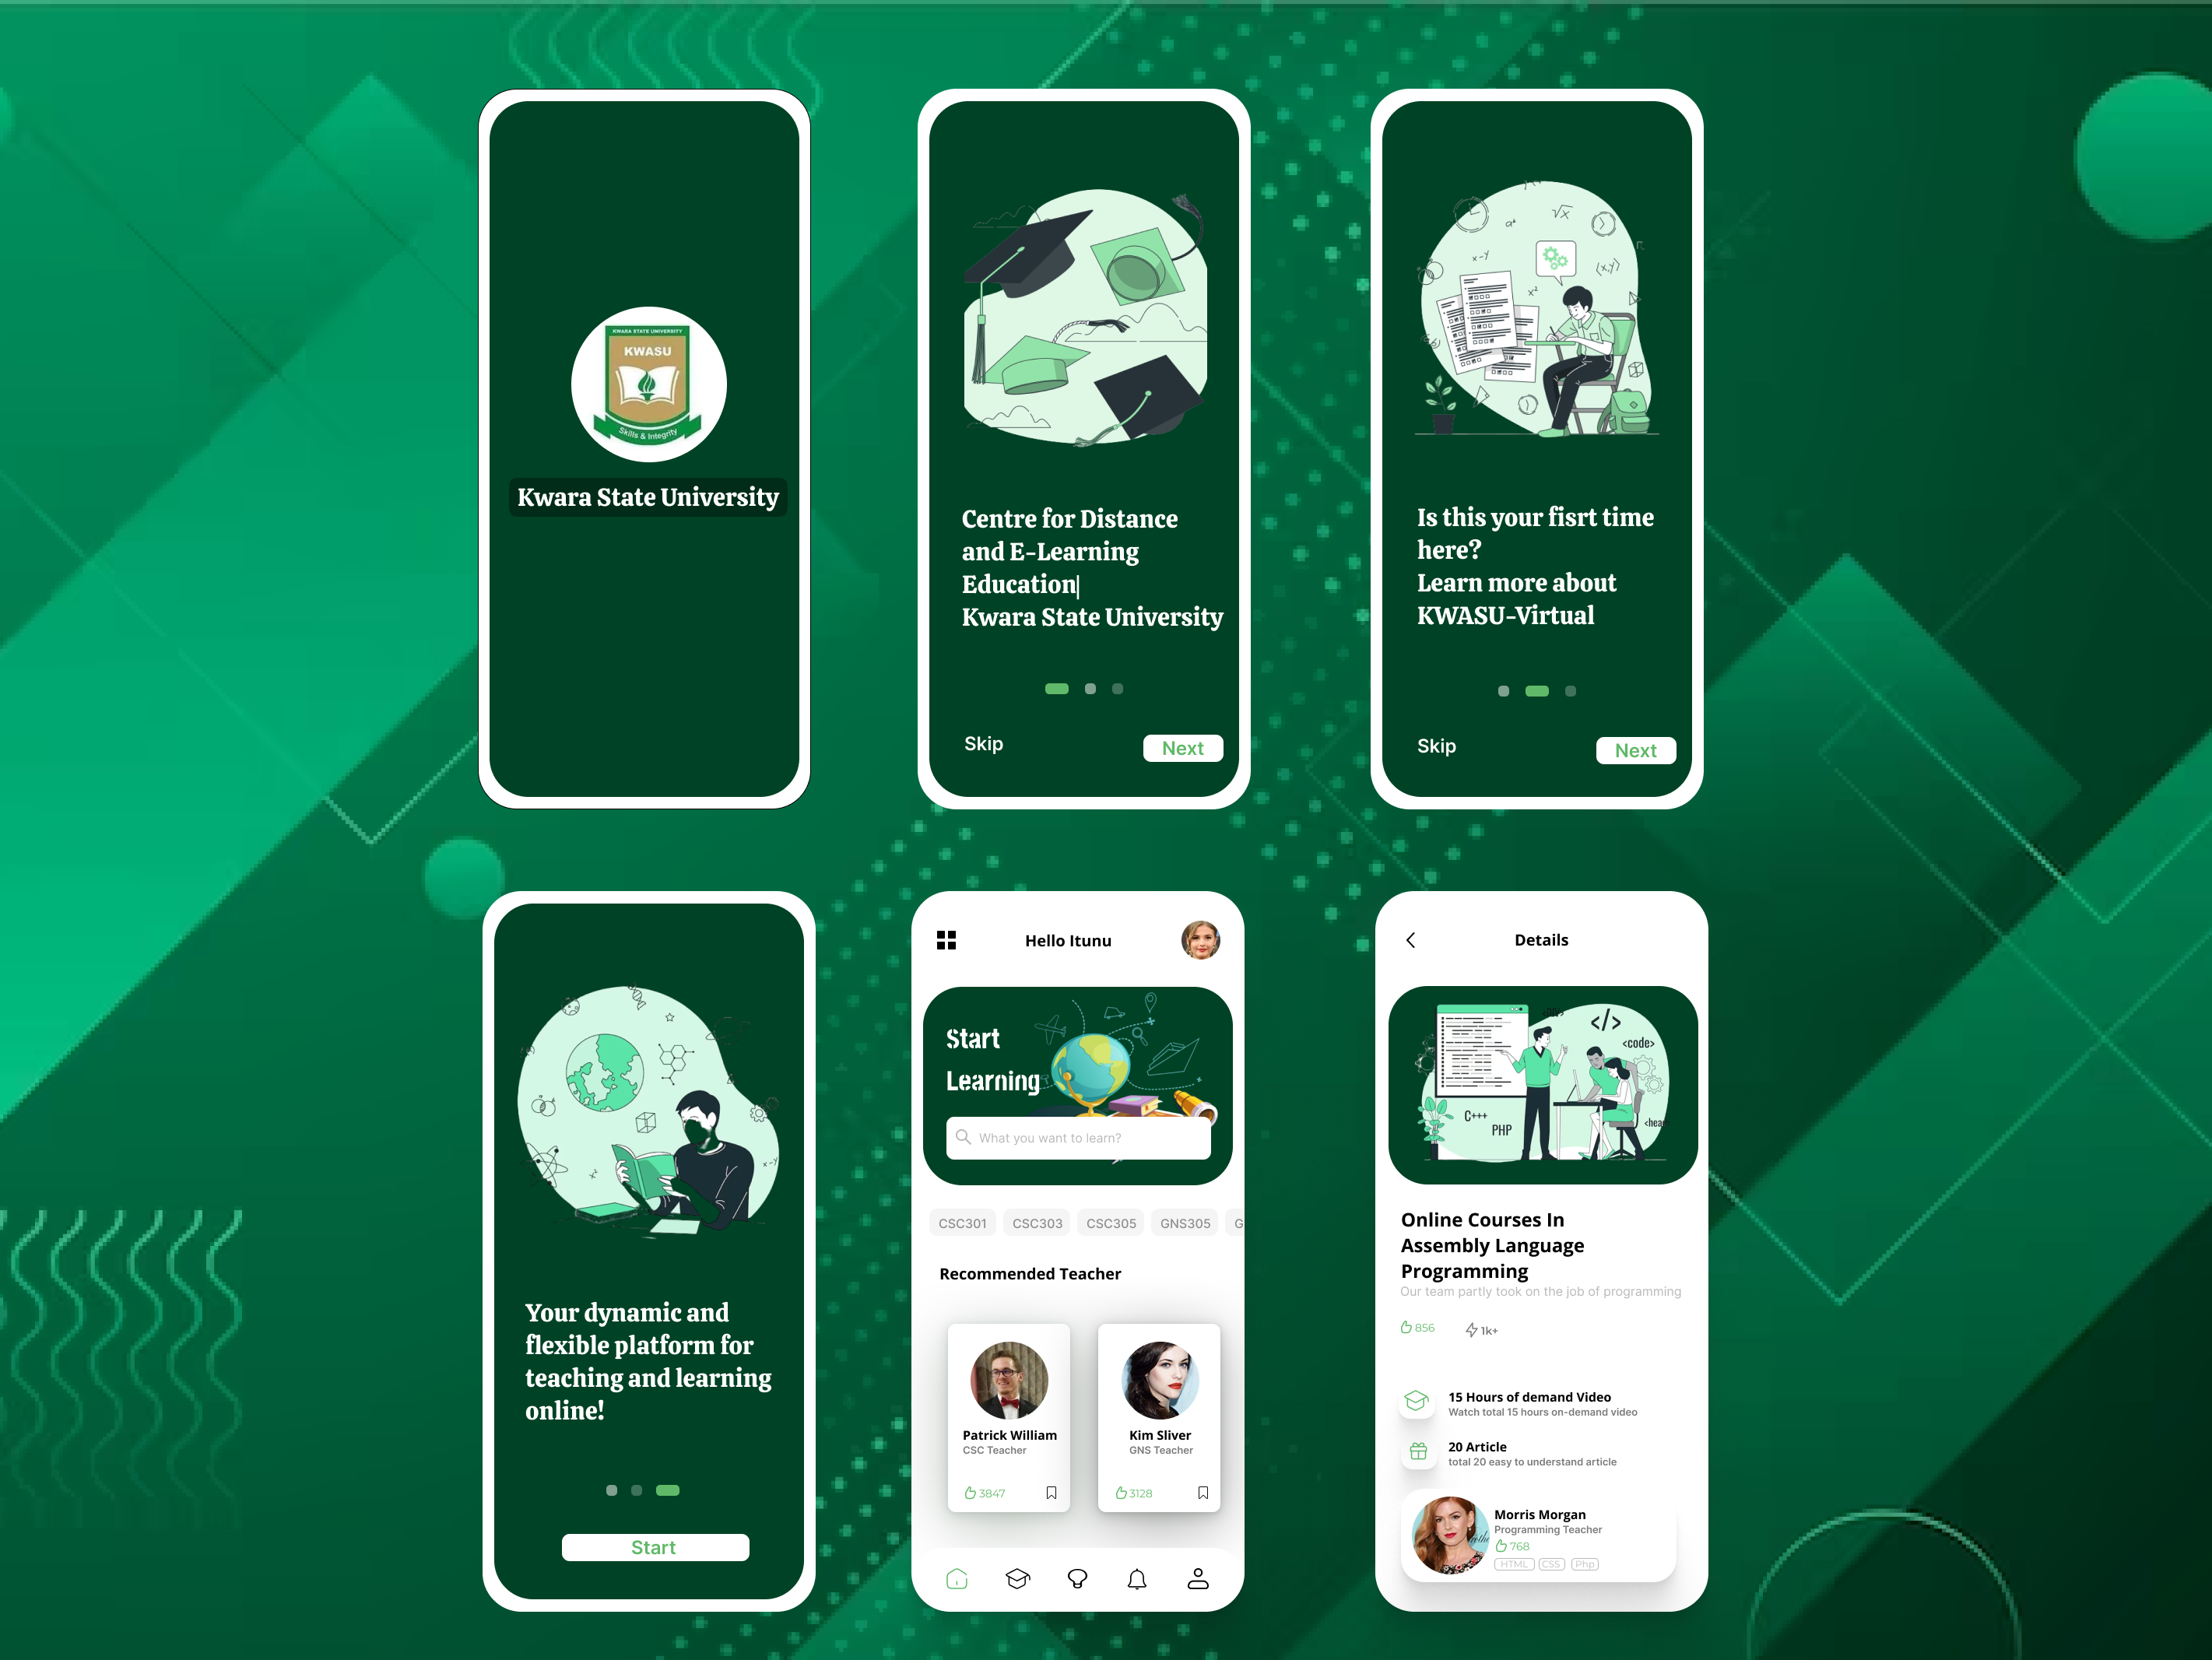 KWARA STATE UNIVERSITY
KWASU
Skills & Integrity
Kwara State University
Centre for Distance
and E-Learning
Education|
Kwara State University
Skip
Next
a⁴
√x
x-y
(x,y)
x²
Is this your fisrt time
here?
Learn more about
KWASU-Virtual
Skip
Next
x²
x-y
Your dynamic and
flexible platform for
teaching and learning
online!
Start
Hello Itunu
Start
Learning
What you want to learn?
CSC301
CSC303
CSC305
GNS305
G
Recommended Teacher
Patrick William
CSC Teacher
3847
Kim Sliver
GNS Teacher
3128
Details
</>
<code>
C+++
PHP
<hea
Online Courses In
Assembly Language
Programming
Our team partly took on the job of programming
856
1k+
15 Hours of demand Video
Watch total 15 hours on-demand video
20 Article
total 20 easy to understand article
Morris Morgan
Programming Teacher
768
HTML
CSS
Php